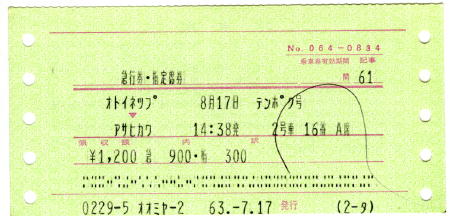 No. 064-0834
乗車券有効期間 記事
間 61
急行券・指定席券
オトイネップ 8月17日 テンポク号
▼
アサヒカワ 14:38発 2号車 16番 A席
領収額 内 訳
¥1,200 急 900・指 300
0229-5 オオミヤ-2 63.-7.17 発行 (2-タ)